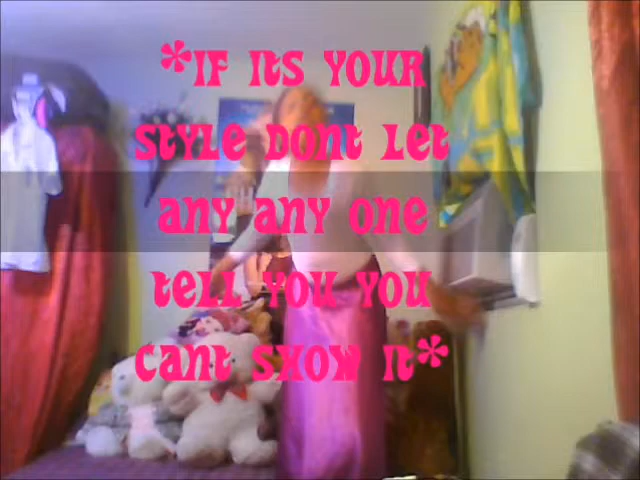 *IF ITS YOUR
STYLE DONT LET
ANY ANY ONE
TELL YOU YOU
CANT SHOW IT*